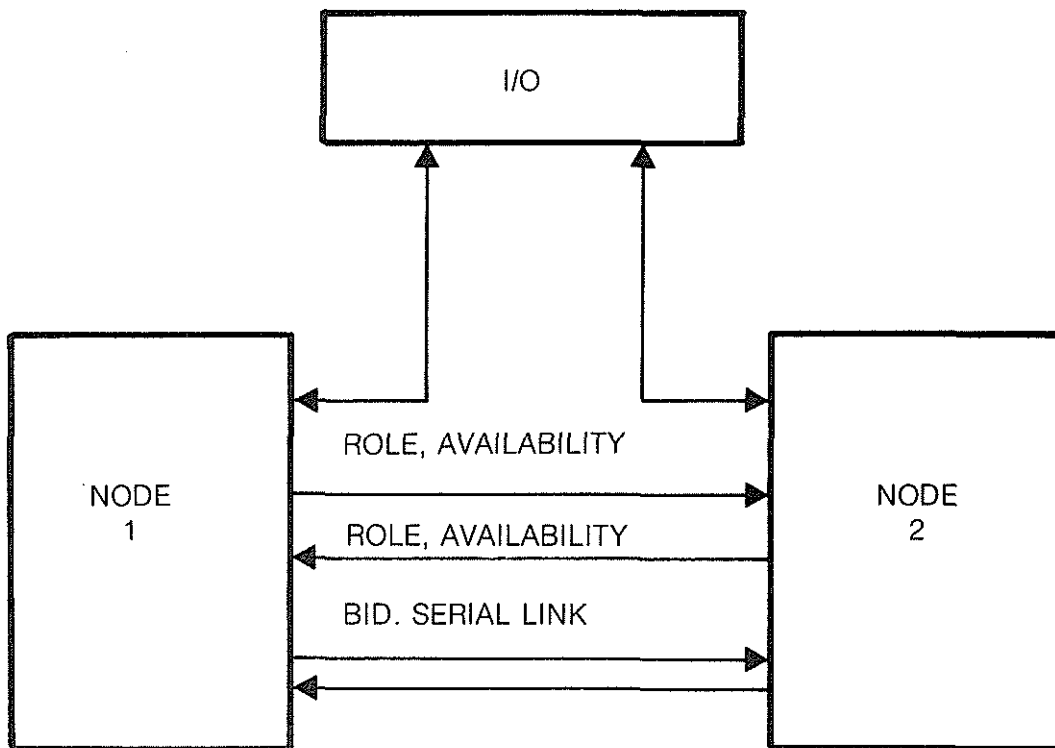 I/O
ROLE, AVAILABILITY
NODE
1
NODE
2
ROLE, AVAILABILITY
BID. SERIAL LINK